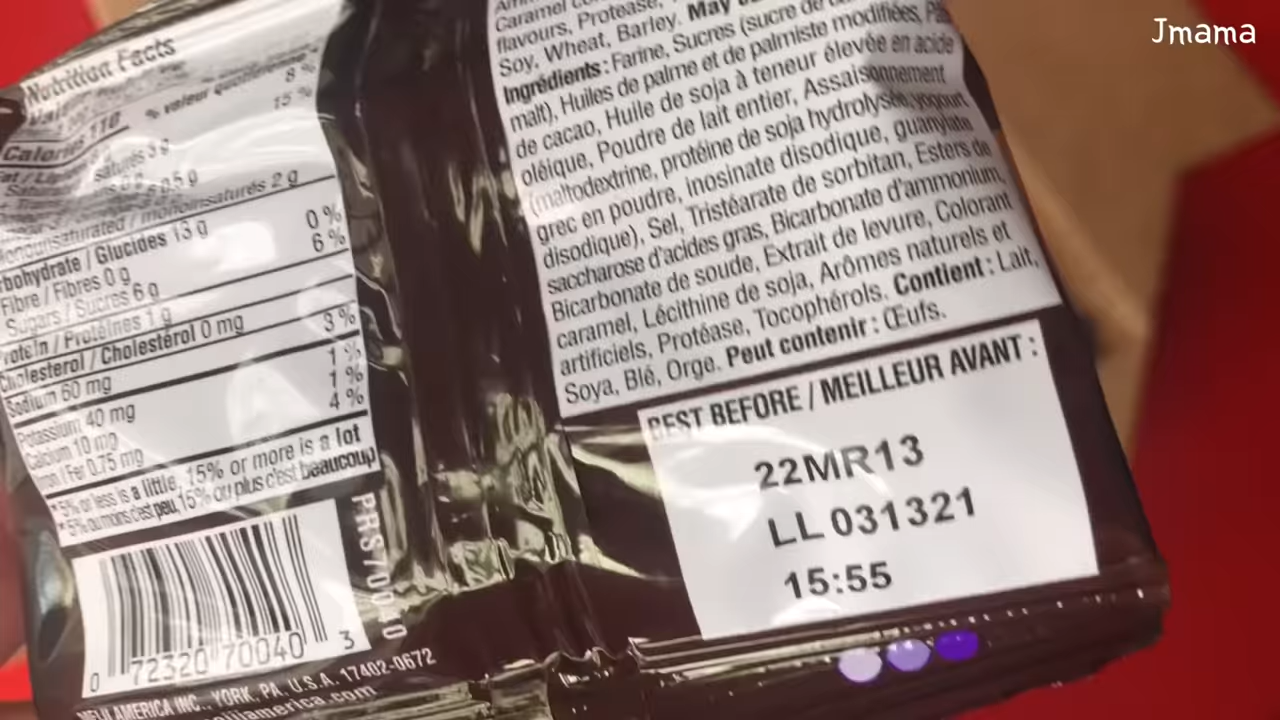 Jmama
Nutrition Facts
Calories 110
% valeur quotidienne
8 %
15 %
monounsaturated / monoinsaturés 2 g
Carbohydrate / Glucides 13 g
Fibre / Fibres 0 g 0 %
Sugars / Sucres 6 g 6 %
Protein / Protéines 1 g
Cholesterol / Cholestérol 0 mg
Sodium 60 mg 3 %
Potassium 40 mg 1 %
Calcium 10 mg 1 %
Iron / Fer 0.75 mg 4 %
*5% or less is a little, 15% or more is a lot
*5% ou moins c'est peu, 15% ou plus c'est beaucoup
PRS70040
0 72320 70040 3
AMERICA INC., YORK, PA, U.S.A. 17402-0672
Caramel
flavours, Protease,
Soy, Wheat, Barley. May
Ingrédients : Farine, Sucres (sucre de
malt), Huiles de palme et de palmiste modifiées,
de cacao, Huile de soja à teneur élevée en acide
oléique, Poudre de lait entier, Assaisonnement
(maltodextrine, protéine de soja hydrolysée, yogourt
grec en poudre, inosinate disodique, guanylate
disodique), Sel, Tristéarate de sorbitan, Esters de
saccharose d'acides gras, Bicarbonate d'ammonium,
Bicarbonate de soude, Extrait de levure, Colorant
caramel, Lécithine de soja, Arômes naturels et
artificiels, Protéase, Tocophérols. Contient : Lait,
Soya, Blé, Orge. Peut contenir : Œufs.
BEST BEFORE / MEILLEUR AVANT :
22MR13
LL 031321
15:55